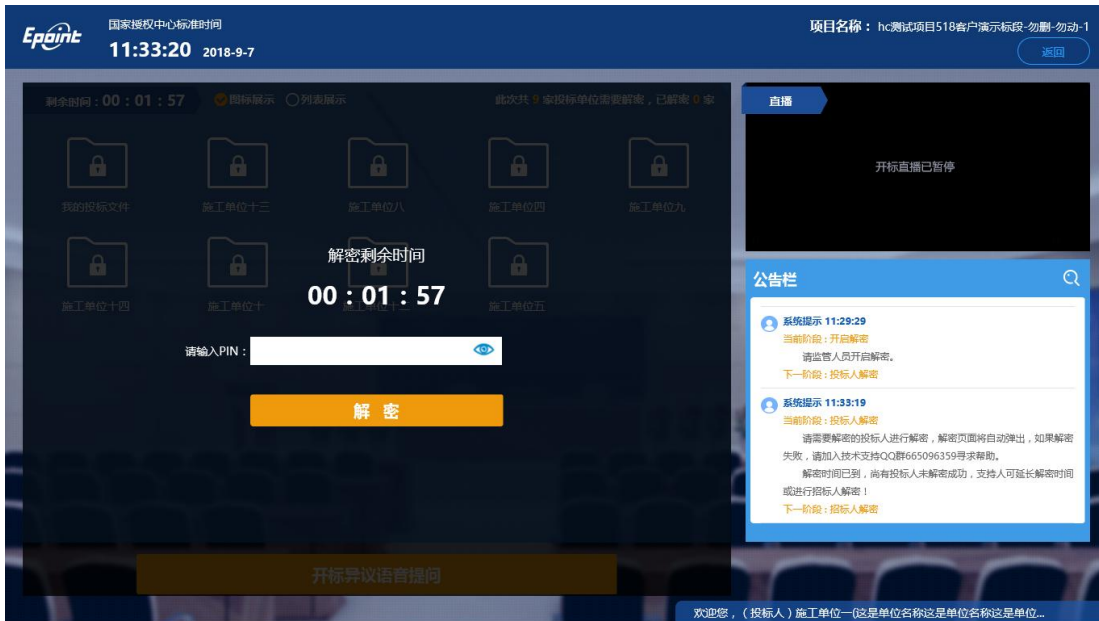 Epoint
国家授权中心标准时间
11:33:20 2018-9-7
项目名称：hc测试项目518客户演示标段-勿删-勿动-1
返回
剩余时间：00：01：57 图标展示 列表展示 此次共 9 家投标单位需要解密，已解密 0 家
我的投标文件 施工单位十三 施工单位八 施工单位四 施工单位九
施工单位十四 施工单位十 施工单位十二 施工单位五
解密剩余时间
00：01：57
请输入PIN：
解 密
开标异议语音提问
直播
开标直播已暂停
公告栏
系统提示 11:29:29
当前阶段：开启解密
请监管人员开启解密。
下一阶段：投标人解密
系统提示 11:33:19
当前阶段：投标人解密
请需要解密的投标人进行解密，解密页面将自动弹出，如果解密
失败，请加入技术支持QQ群665096359寻求帮助。
解密时间已到，尚有投标人未解密成功，支持人可延长解密时间
或进行招标人解密！
下一阶段：招标人解密
欢迎您，（投标人）施工单位一(这是单位名称这是单位名称这是单位...